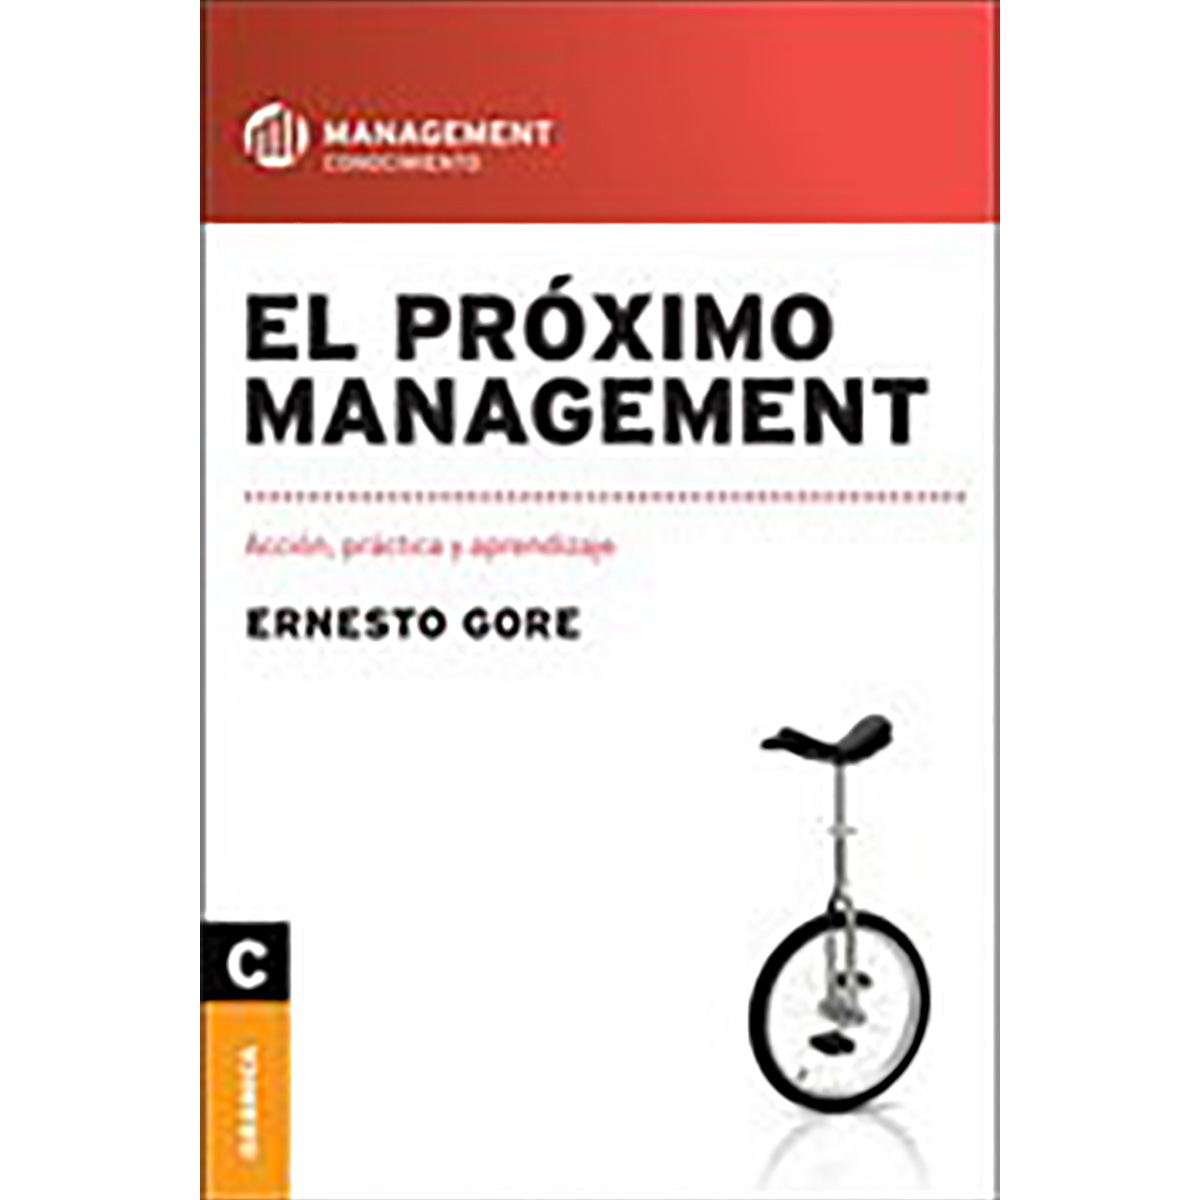 MANAGEMENT
CONOCIMIENTO
EL PRÓXIMO
MANAGEMENT
Acción, práctica y aprendizaje
ERNESTO GORE
C
GRANICA